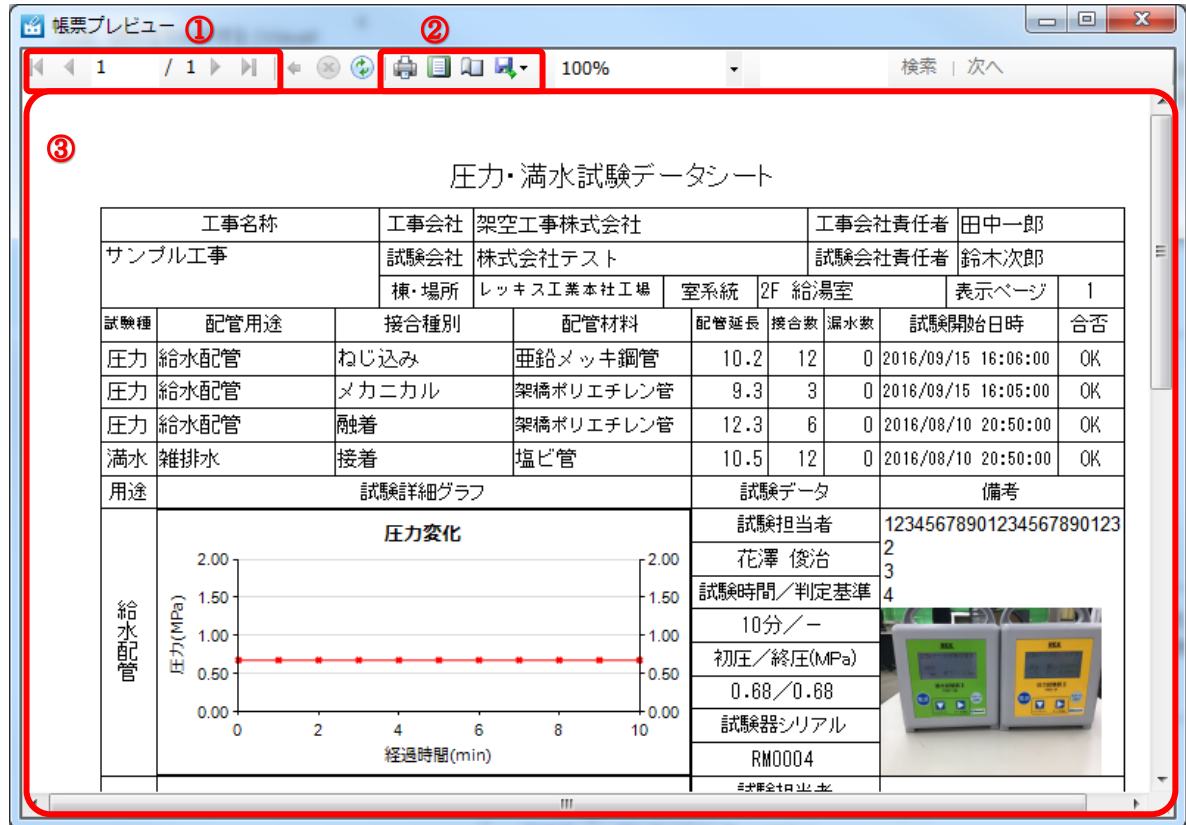 帳票プレビュー
①
②
1 / 1
100%
検索 | 次へ
③
圧力・満水試験データシート
工事名称 工事会社 架空工事株式会社 工事会社責任者 田中一郎
サンプル工事 試験会社 株式会社テスト 試験会社責任者 鈴木次郎
棟・場所 レッキス工業本社工場 室系統 2F 給湯室 表示ページ 1
試験種 配管用途 接合種別 配管材料 配管延長 接合数 漏水数 試験開始日時 合否
圧力 給水配管 ねじ込み 亜鉛メッキ鋼管 10.2 12 0 2016/09/15 16:06:00 OK
圧力 給水配管 メカニカル 架橋ポリエチレン管 9.3 3 0 2016/09/15 16:05:00 OK
圧力 給水配管 融着 架橋ポリエチレン管 12.3 6 0 2016/08/10 20:50:00 OK
満水 雑排水 接着 塩ビ管 10.5 12 0 2016/08/10 20:50:00 OK
用途 試験詳細グラフ 試験データ 備考
給水配管
圧力変化
圧力(MPa)
2.00 2.00
1.50 1.50
1.00 1.00
0.50 0.50
0.00 0.00
0 2 4 6 8 10
経過時間(min)
試験担当者
花澤 俊治
試験時間／判定基準
10分／−
初圧／終圧(MPa)
0.68／0.68
試験器シリアル
RM0004
試験担当者
12345678901234567890123
2
3
4